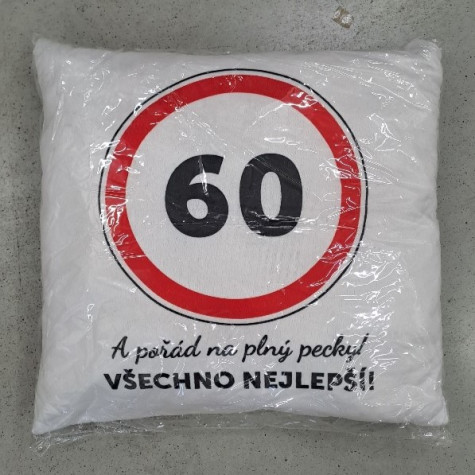 60
A pořád na plný pecky!
VŠECHNO NEJLEPŠÍ!